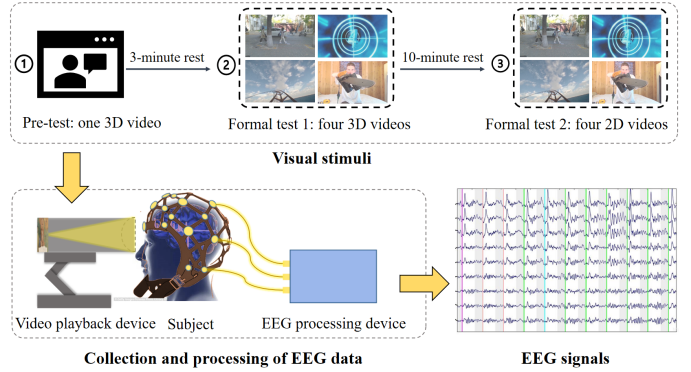 ① 3-minute rest ② 10-minute rest ③
Pre-test: one 3D video Formal test 1: four 3D videos Formal test 2: four 2D videos
Visual stimuli
Video playback device Subject EEG processing device
Collection and processing of EEG data EEG signals